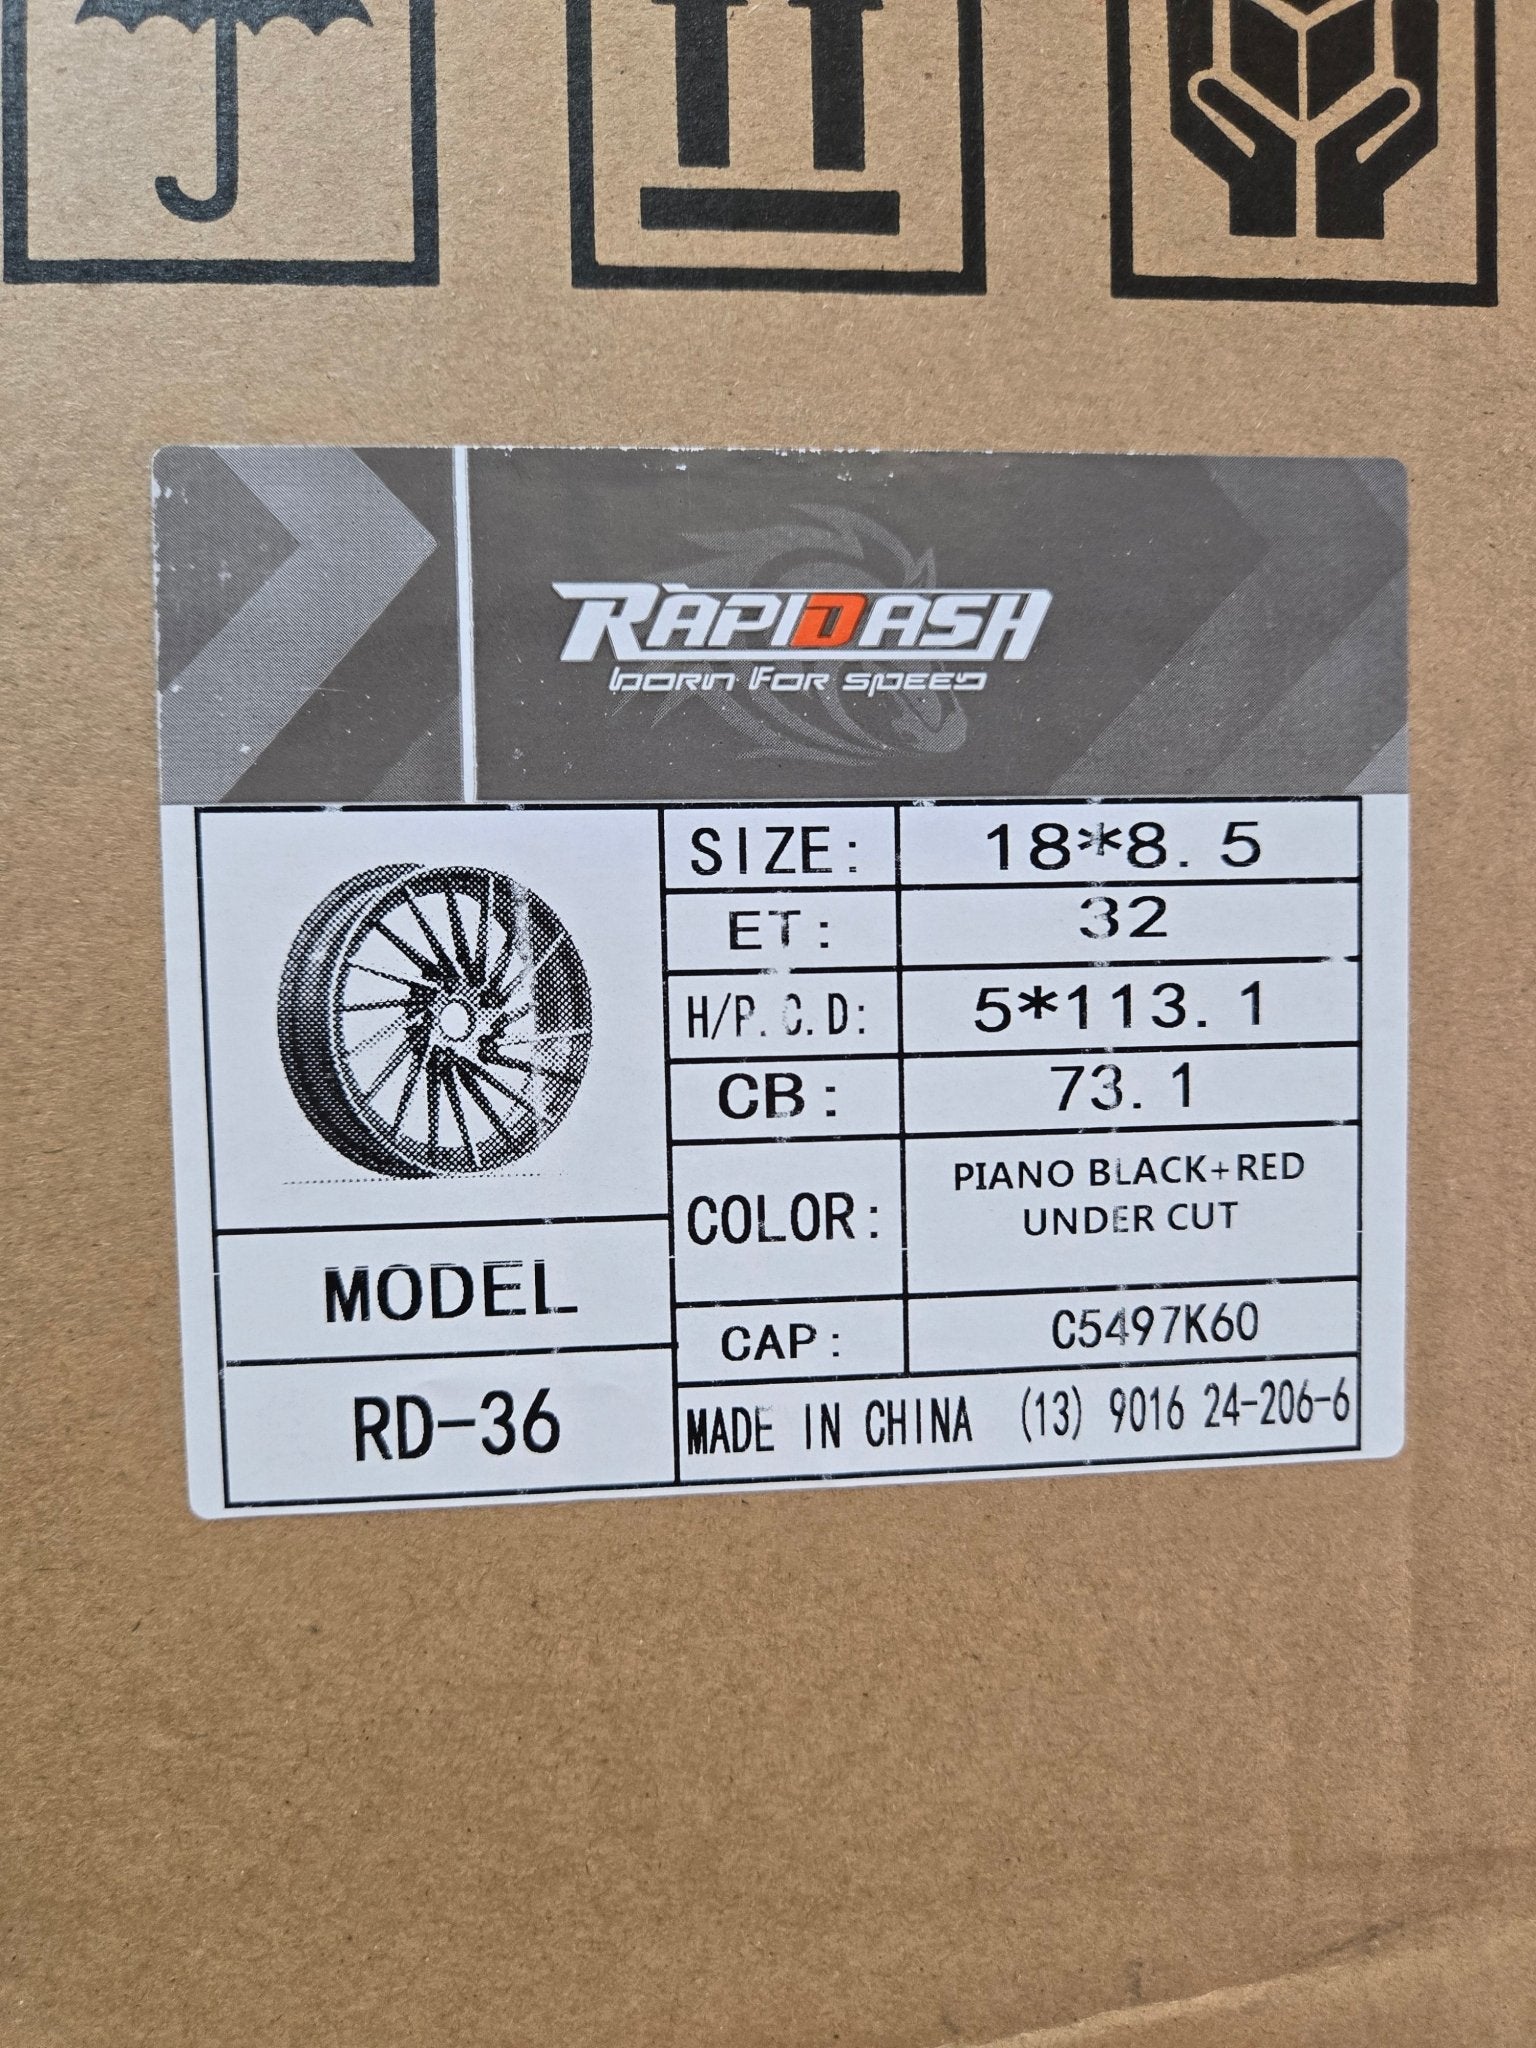 RAPIDASH
born For speed
SIZE: 18*8.5
ET: 32
H/P.C.D: 5*113.1
CB: 73.1
COLOR: PIANO BLACK+RED
UNDER CUT
CAP: C5497K60
MODEL
RD-36
MADE IN CHINA (13) 9016 24-206-6